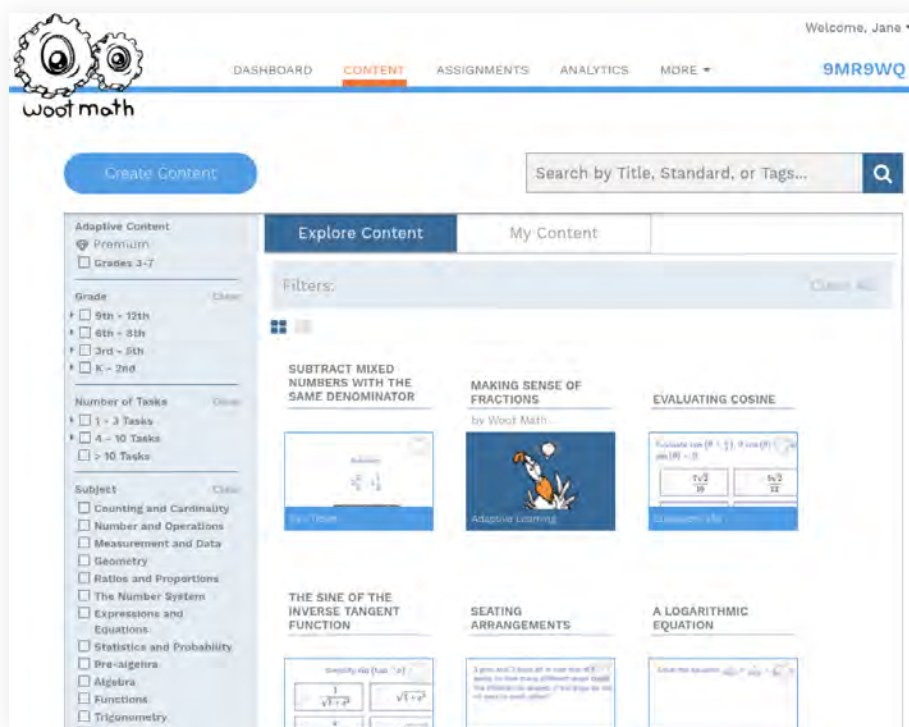 Welcome, Jane
DASHBOARD CONTENT ASSIGNMENTS ANALYTICS MORE
9MR9WQ
woot math
Create Content
Search by Title, Standard, or Tags...
Adaptive Content
Premium
Grades 3-7
Grade Clear
9th - 12th
6th - 8th
3rd - 5th
K - 2nd
Number of Tasks Clear
1 - 3 Tasks
4 - 10 Tasks
> 10 Tasks
Subject Clear
Counting and Cardinality
Number and Operations
Measurement and Data
Geometry
Ratios and Proportions
The Number System
Expressions and
Equations
Statistics and Probability
Pre-algebra
Algebra
Functions
Trigonometry
Explore Content My Content
Filters: Clear All
SUBTRACT MIXED
NUMBERS WITH THE
SAME DENOMINATOR
MAKING SENSE OF
FRACTIONS
by Woot Math
Adaptive Learning
EVALUATING COSINE
THE SINE OF THE
INVERSE TANGENT
FUNCTION
SEATING
ARRANGEMENTS
A LOGARITHMIC
EQUATION